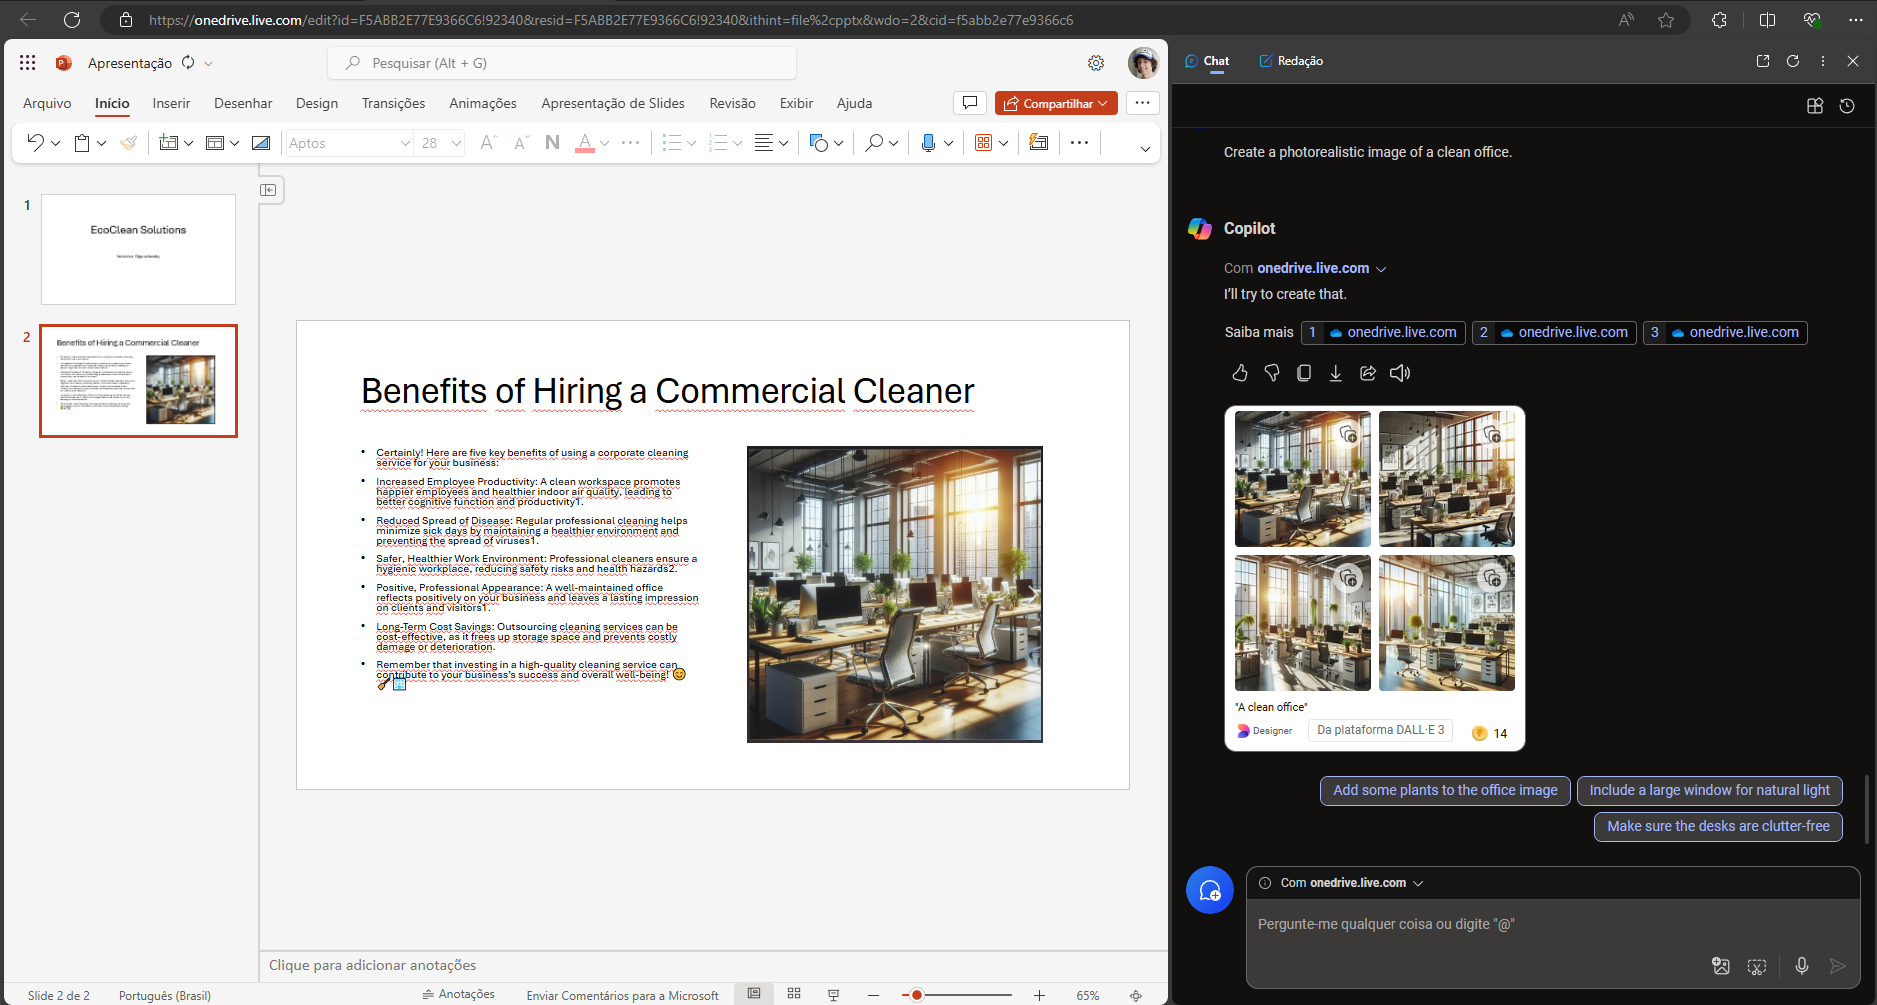 https://onedrive.live.com/edit?id=F5ABB2E77E9366C6!92340&resid=F5ABB2E77E9366C6!92340&ithint=file%2cpptx&wdo=2&cid=f5abb2e77e9366c6
Apresentação
Pesquisar (Alt + G)
Arquivo Início Inserir Desenhar Design Transições Animações Apresentação de Slides Revisão Exibir Ajuda
Compartilhar
Aptos 28
N
1
EcoClean Solutions
2
Benefits of Hiring a Commercial Cleaner
Benefits of Hiring a Commercial Cleaner
• Certainly! Here are five key benefits of using a corporate cleaning
service for your business:
• Increased Employee Productivity: A clean workspace promotes
happier employees and healthier indoor air quality, leading to
better cognitive function and productivity1.
• Reduced Spread of Disease: Regular professional cleaning helps
minimize sick days by maintaining a healthier environment and
preventing the spread of viruses1.
• Safer, Healthier Work Environment: Professional cleaners ensure a
hygienic workplace, reducing safety risks and health hazards2.
• Positive, Professional Appearance: A well-maintained office
reflects positively on your business and leaves a lasting impression
on clients and visitors1.
• Long-Term Cost Savings: Outsourcing cleaning services can be
cost-effective, as it frees up storage space and prevents costly
damage or deterioration.
• Remember that investing in a high-quality cleaning service can
contribute to your business's success and overall well-being! 😊
🧹🏢
Clique para adicionar anotações
Slide 2 de 2 Português (Brasil) Anotações Enviar Comentários para a Microsoft 65%
Chat Redação
Create a photorealistic image of a clean office.
Copilot
Com onedrive.live.com
I'll try to create that.
Saiba mais 1 onedrive.live.com 2 onedrive.live.com 3 onedrive.live.com
"A clean office"
Designer Da plataforma DALL·E 3 14
Add some plants to the office image Include a large window for natural light
Make sure the desks are clutter-free
Com onedrive.live.com
Pergunte-me qualquer coisa ou digite "@"